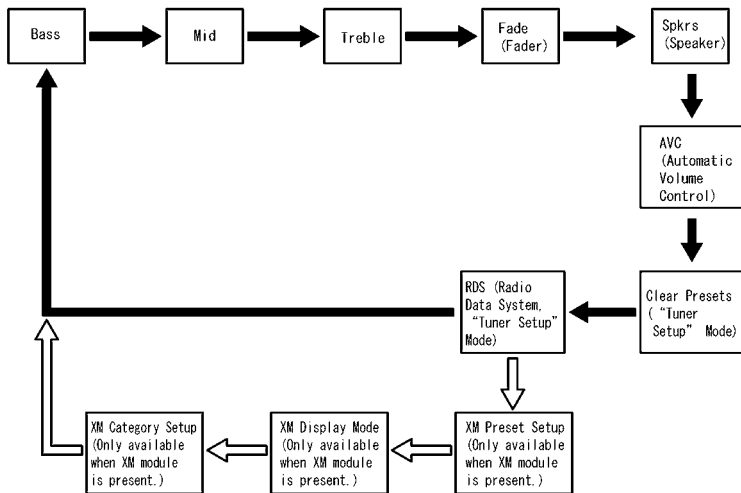 Bass
Mid
Treble
Fade
(Fader)
Spkrs
(Speaker)
AVC
(Automatic
Volume
Control)
Clear Presets
( “Tuner
Setup” Mode)
RDS (Radio
Data System,
“Tuner Setup”
Mode)
XM Preset Setup
(Only available
when XM module
is present.)
XM Display Mode
(Only available
when XM module
is present.)
XM Category Setup
(Only available
when XM module
is present.)